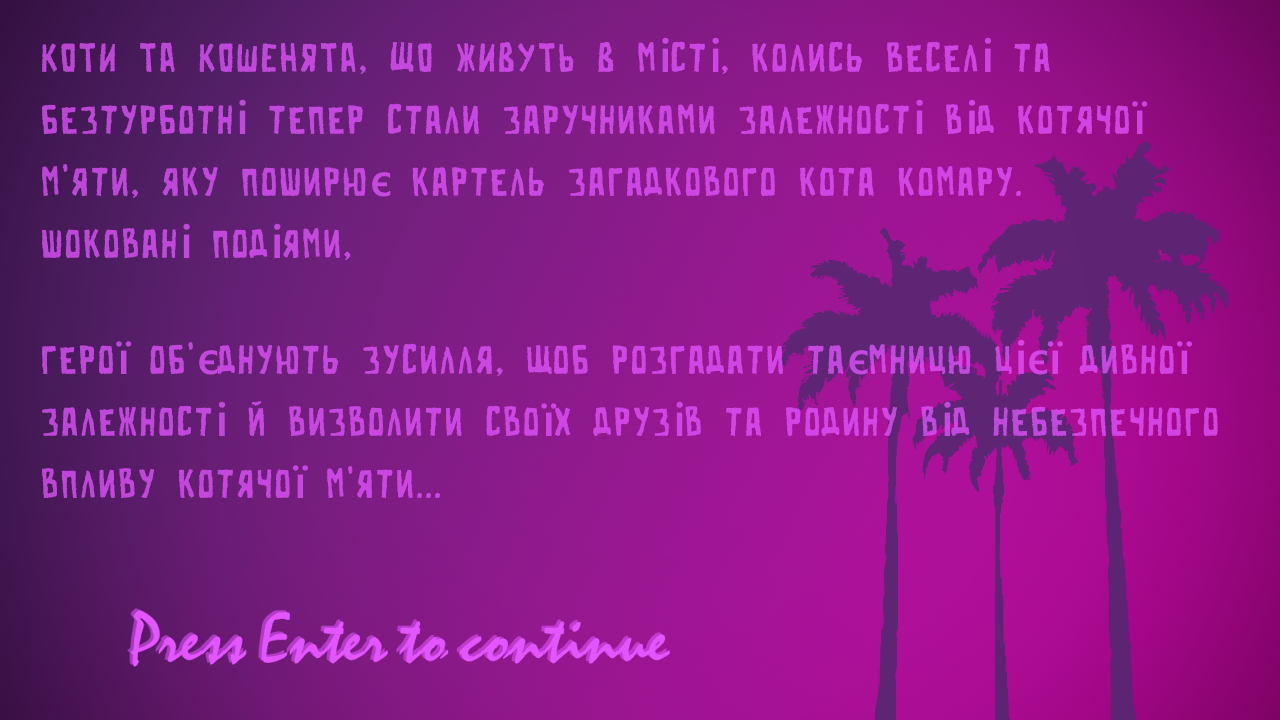 КОТИ ТА КОШЕНЯТА, ЩО ЖИВУТЬ В МІСТІ, КОЛИСЬ ВЕСЕЛІ ТА
БЕЗТУРБОТНІ ТЕПЕР СТАЛИ ЗАРУЧНИКАМИ ЗАЛЕЖНОСТІ ВІД КОТЯЧОЇ
М'ЯТИ, ЯКУ ПОШИРЮЄ КАРТЕЛЬ ЗАГАДКОВОГО КОТА КОМАРУ.
ШОКОВАНІ ПОДІЯМИ,
ГЕРОЇ ОБ'ЄДНУЮТЬ ЗУСИЛЛЯ, ЩОБ РОЗГАДАТИ ТАЄМНИЦЮ ЦІЄЇ ДИВНОЇ
ЗАЛЕЖНОСТІ Й ВИЗВОЛИТИ СВОЇХ ДРУЗІВ ТА РОДИНУ ВІД НЕБЕЗПЕЧНОГО
ВПЛИВУ КОТЯЧОЇ М'ЯТИ...
Press Enter to continue